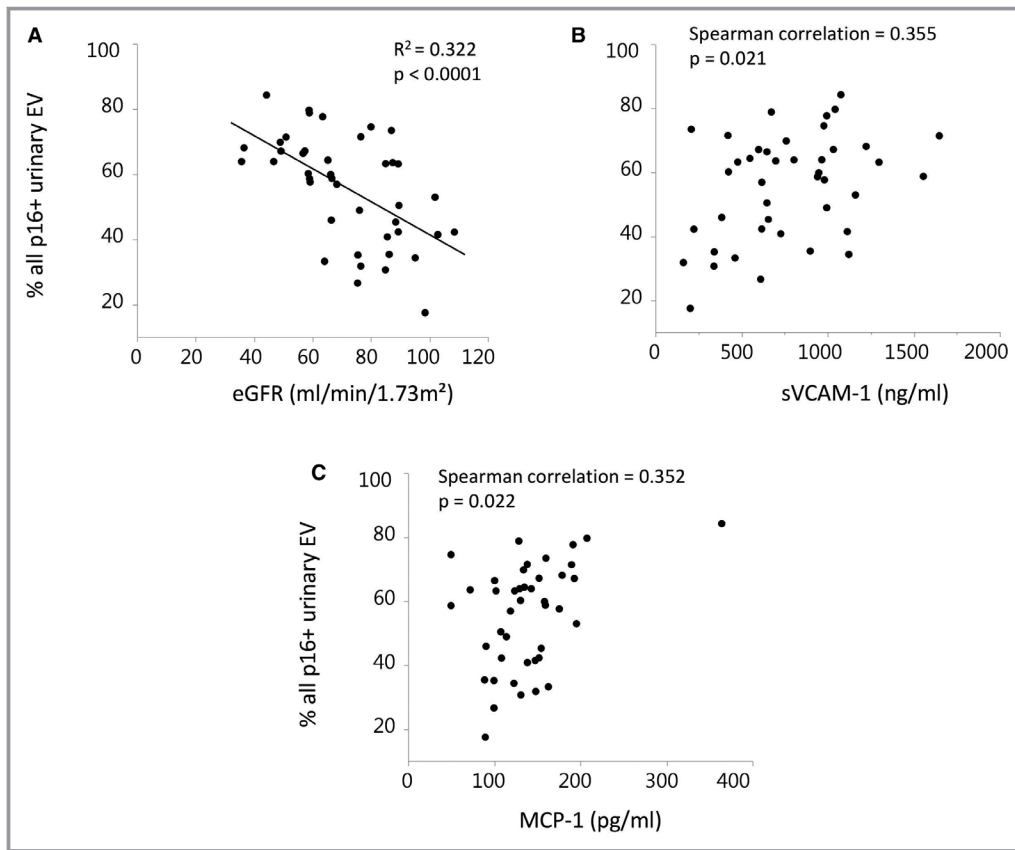 A
R² = 0.322
p < 0.0001
% all p16+ urinary EV
100
80
60
40
20
0 20 40 60 80 100 120
eGFR (ml/min/1.73m²)
B
Spearman correlation = 0.355
p = 0.021
100
80
60
40
20
0 500 1000 1500 2000
sVCAM-1 (ng/ml)
C
Spearman correlation = 0.352
p = 0.022
% all p16+ urinary EV
100
80
60
40
20
0 100 200 300 400
MCP-1 (pg/ml)